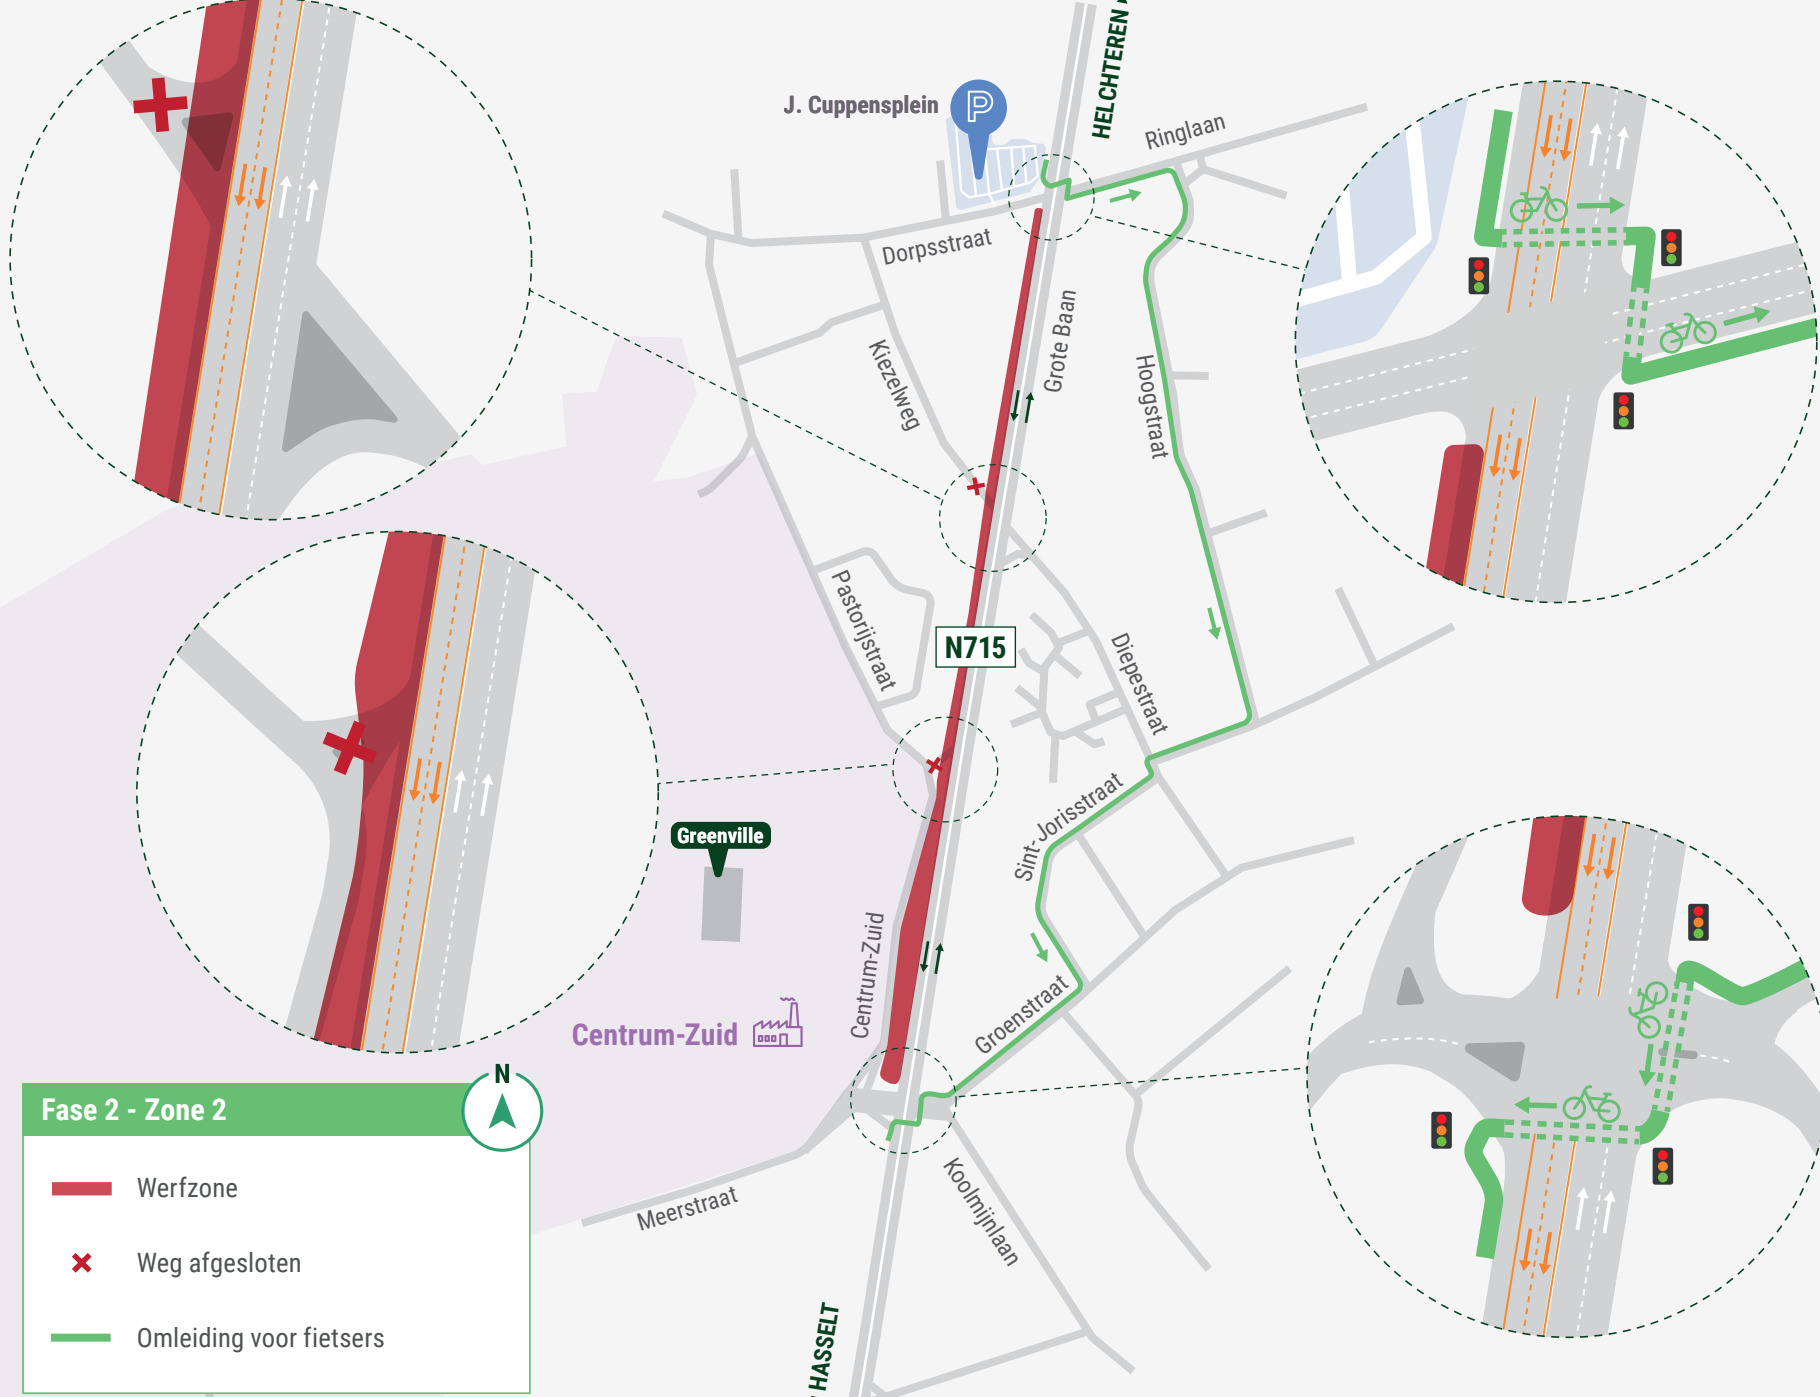 HELCHTEREN
J. Cuppensplein
P
Ringlaan
Dorpsstraat
Grote Baan
Kiezelweg
Hoogstraat
Pastorijstraat
N715
Diepestraat
Sint-Jorisstraat
Greenville
Centrum-Zuid
Groenstraat
Centrum-Zuid
Koolmijnlaan
Meerstraat
HASSELT
N
Fase 2 - Zone 2
Werfzone
Weg afgesloten
Omleiding voor fietsers